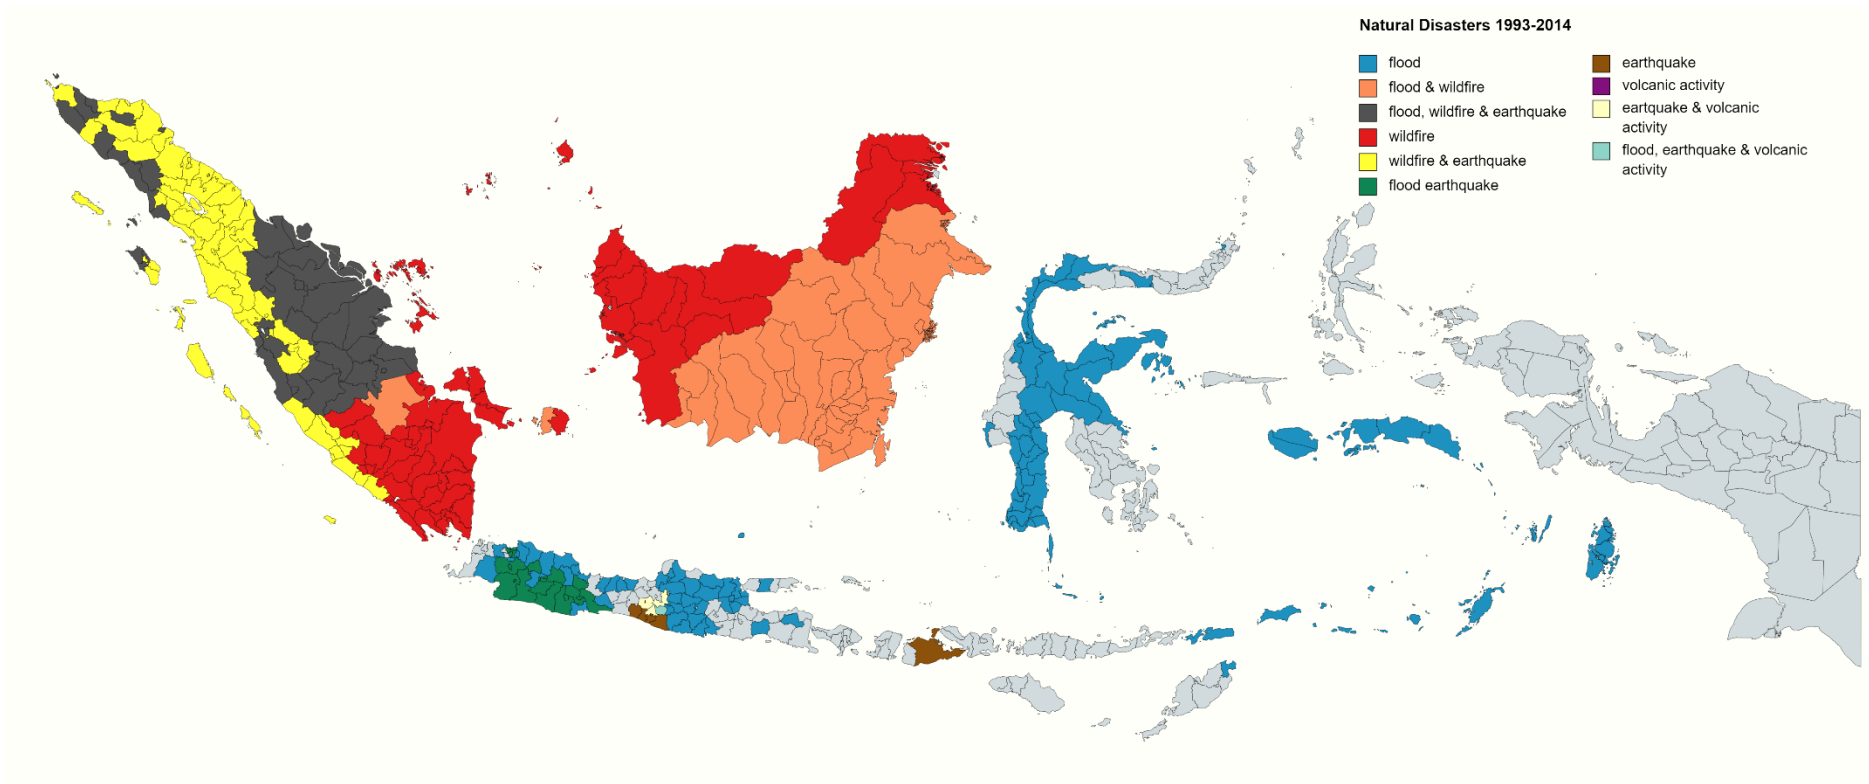 Natural Disasters 1993-2014
flood
flood & wildfire
flood, wildfire & earthquake
wildfire
wildfire & earthquake
flood earthquake
earthquake
volcanic activity
eartquake & volcanic
activity
flood, earthquake & volcanic
activity